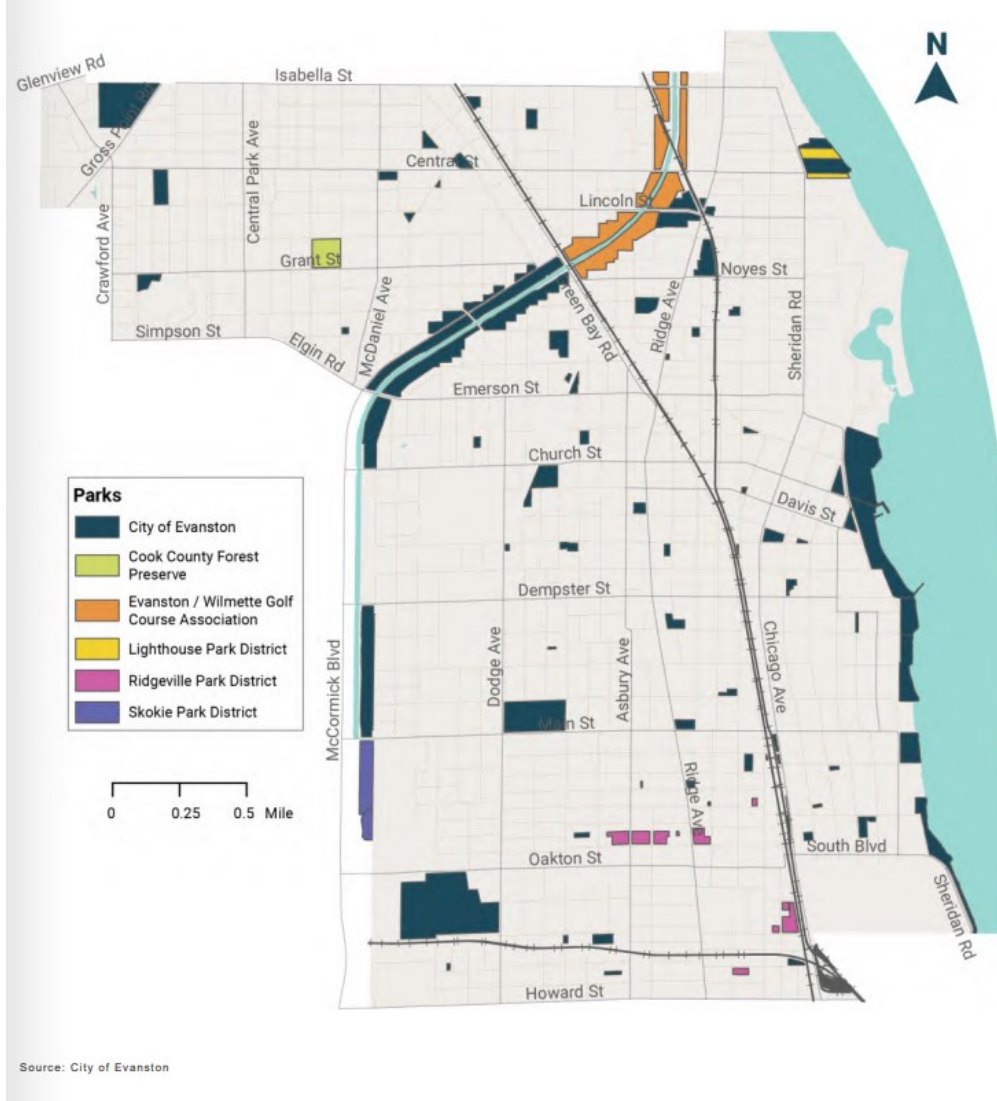 N
Glenview Rd
Isabella St
Gross Point Rd
Central Park Ave
Central St
Lincoln St
Crawford Ave
Grant St
Noyes St
McDaniel Ave
Green Bay Rd
Ridge Ave
Sheridan Rd
Simpson St
Elgin Rd
Emerson St
Church St
Davis St
Parks
City of Evanston
Cook County Forest
Preserve
Evanston / Wilmette Golf
Course Association
Lighthouse Park District
Ridgeville Park District
Skokie Park District
Dempster St
McCormick Blvd
Dodge Ave
Asbury Ave
Chicago Ave
Main St
Ridge Ave
0 0.25 0.5 Mile
Oakton St
South Blvd
Sheridan Rd
Howard St
Source: City of Evanston